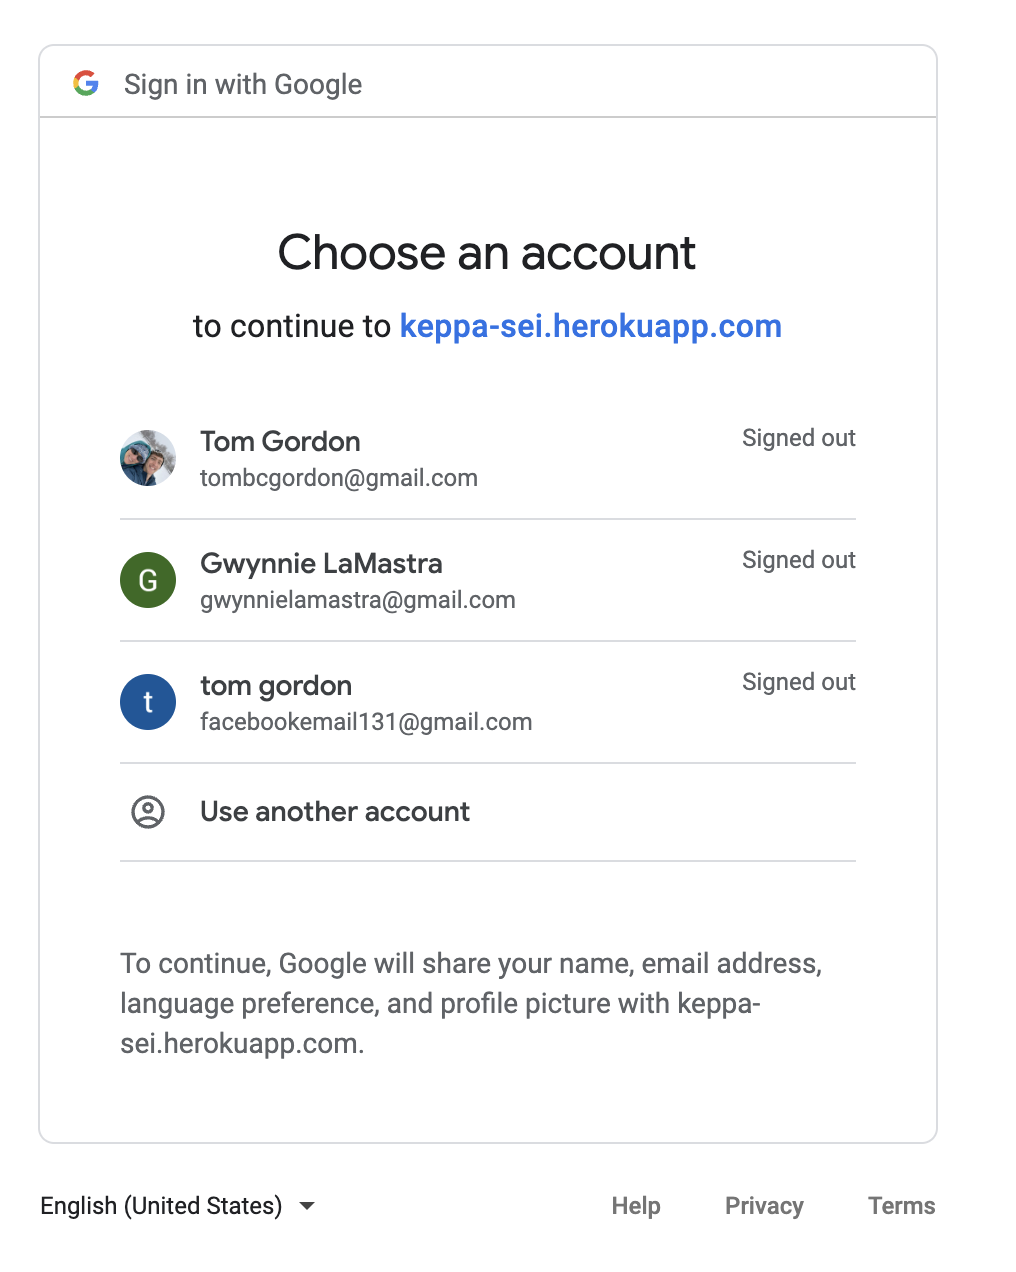 Sign in with Google
Choose an account
to continue to keppa-sei.herokuapp.com
Tom Gordon
tombcgordon@gmail.com
Signed out
G
Gwynnie LaMastra
gwynnielamastra@gmail.com
Signed out
t
tom gordon
facebookemail131@gmail.com
Signed out
Use another account
To continue, Google will share your name, email address,
language preference, and profile picture with keppa-
sei.herokuapp.com.
English (United States)
Help
Privacy
Terms